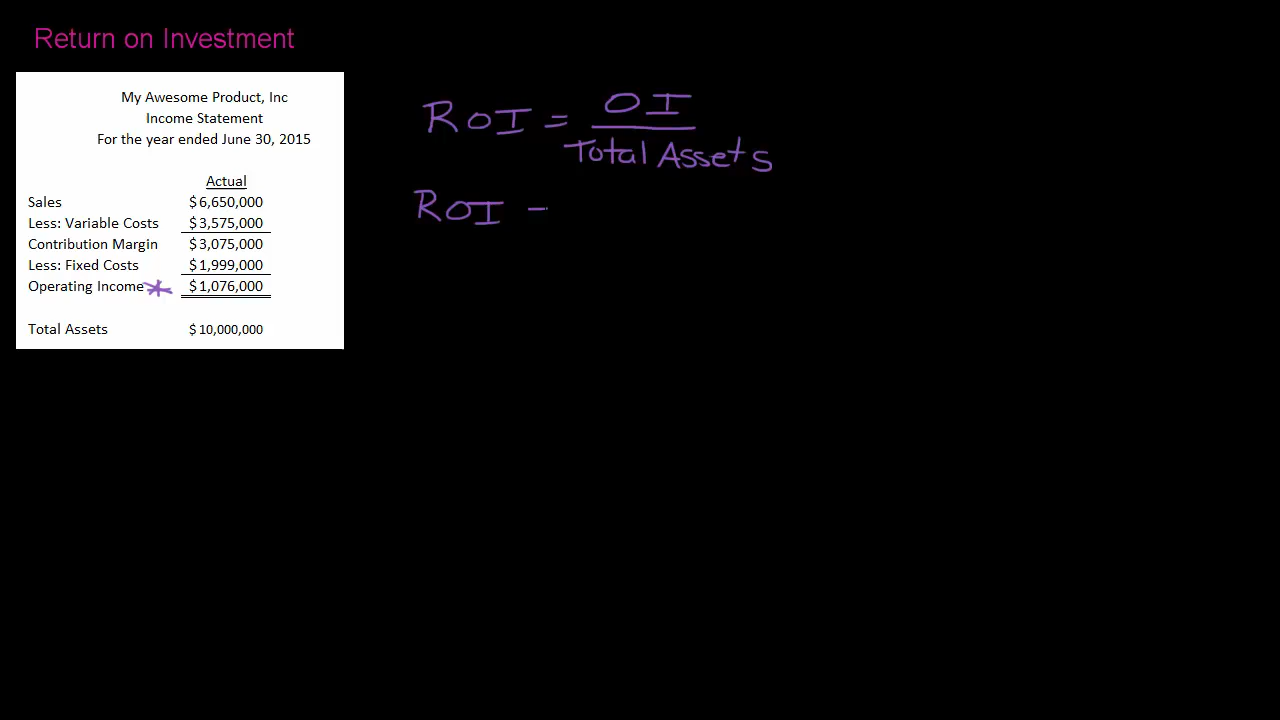 Return on Investment
My Awesome Product, Inc
Income Statement
For the year ended June 30, 2015
Actual
Sales $6,650,000
Less: Variable Costs $3,575,000
Contribution Margin $3,075,000
Less: Fixed Costs $1,999,000
Operating Income $1,076,000
Total Assets $10,000,000
ROI = OI
Total Assets
ROI -